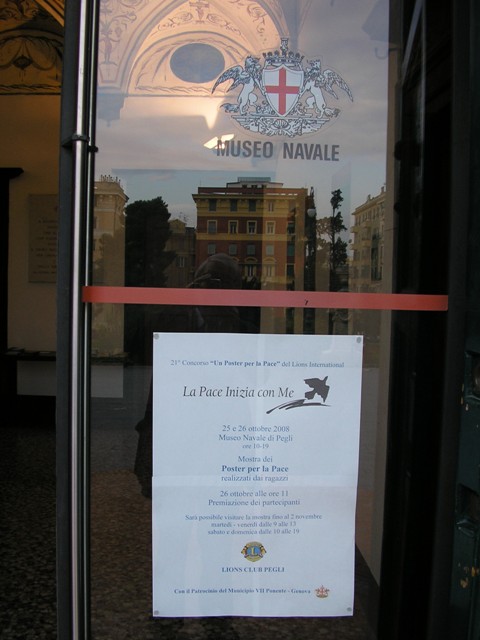 MUSEO NAVALE
21° Concorso "Un Poster per la Pace" del Lions International
La Pace Inizia con Me
25 e 26 ottobre 2008
Museo Navale di Pegli
ore 10-19
Mostra dei
Poster per la Pace
realizzati dai ragazzi
26 ottobre alle ore 11
Premiazione dei partecipanti
Sarà possibile visitare la mostra fino al 2 novembre
martedì - venerdì dalle 9 alle 13
sabato e domenica dalle 10 alle 19
L
LIONS CLUB PEGLI
Con il Patrocinio del Municipio VII Ponente - Genova